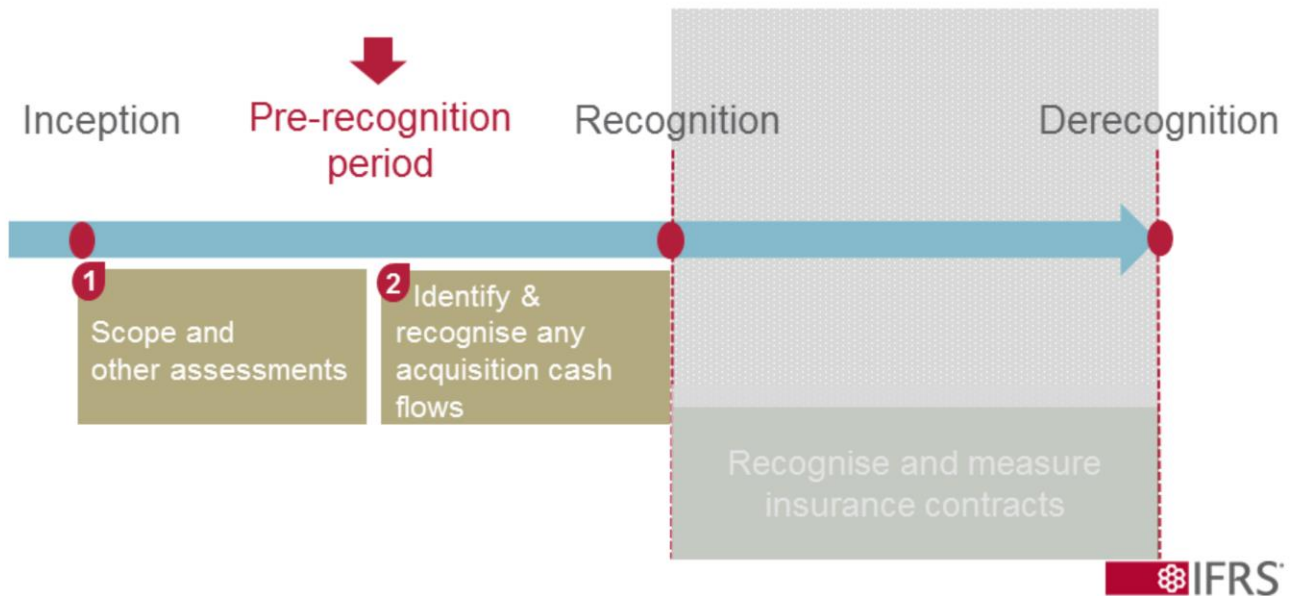 Inception
Pre-recognition
period
Recognition
Derecognition
1
Scope and
other assessments
2
Identify &
recognise any
acquisition cash
flows
Recognise and measure
insurance contracts
IFRS®